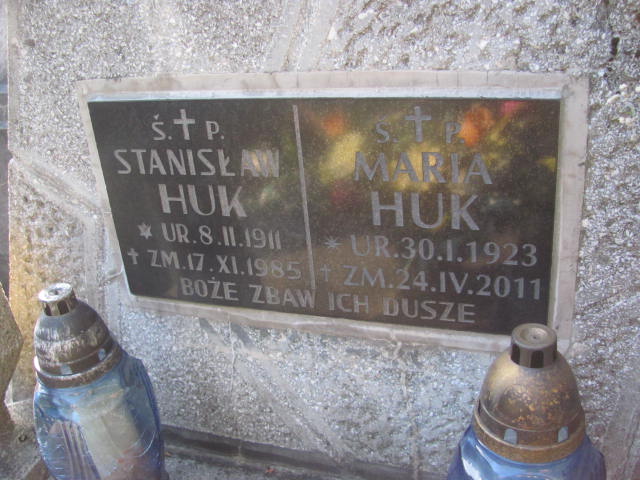 Ś. ✝ P.
STANISŁAW
HUK
* UR. 8.II.1911
✝ ZM. 17.XI.1985
Ś. ✝ P.
MARIA
HUK
* UR. 30.I.1923
✝ ZM. 24.IV.2011
BOŻE ZBAW ICH DUSZE